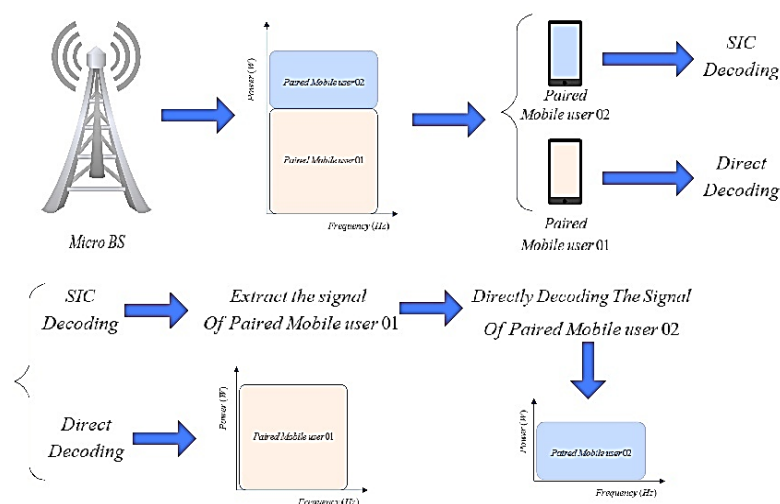 Power (W)
Paired Mobile user 02
Paired Mobile user 01
Frequency (Hz)
Micro BS
Paired
Mobile user 02
SIC
Decoding
Paired
Mobile user 01
Direct
Decoding
SIC
Decoding
Extract the signal
Of Paired Mobile user 01
Directly Decoding The Signal
Of Paired Mobile user 02
Direct
Decoding
Power (W)
Paired Mobile user 01
Frequency (Hz)
Power (W)
Paired Mobile user 02
Frequency (Hz)